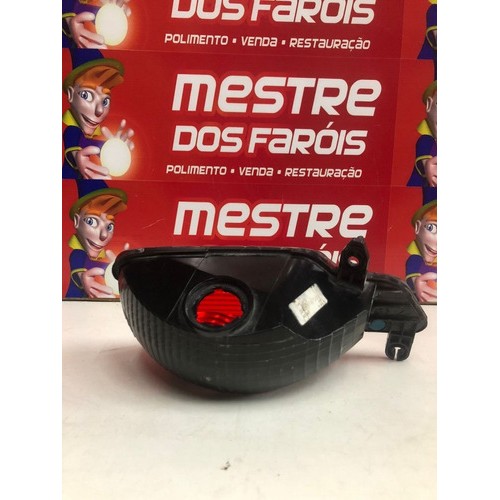 DOS FARÓIS
POLIMENTO • VENDA • RESTAURAÇÃO
MESTRE
DOS FARÓIS
POLIMENTO • VENDA • RESTAURAÇÃO
MESTRE